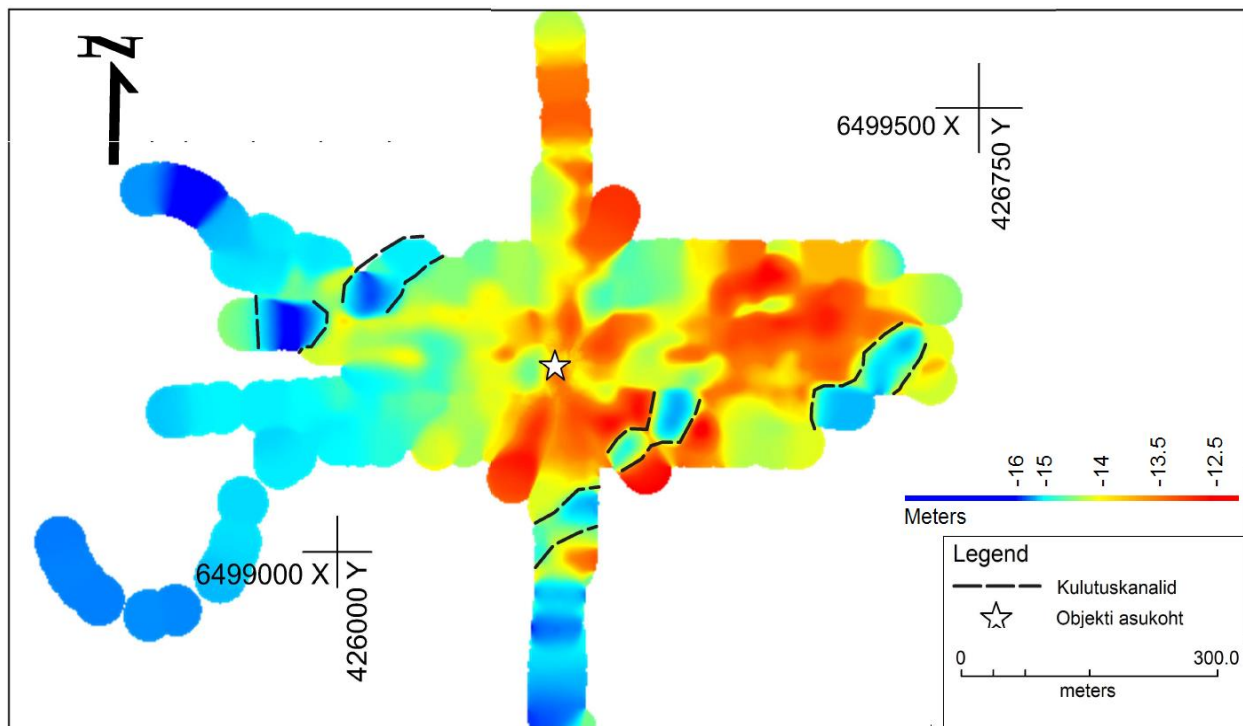 N
6499500 X
426750 Y
-16
-15
-14
-13.5
-12.5
Meters
6499000 X
426000 Y
Legend
Kulutuskanalid
Objekti asukoht
0 300.0
meters